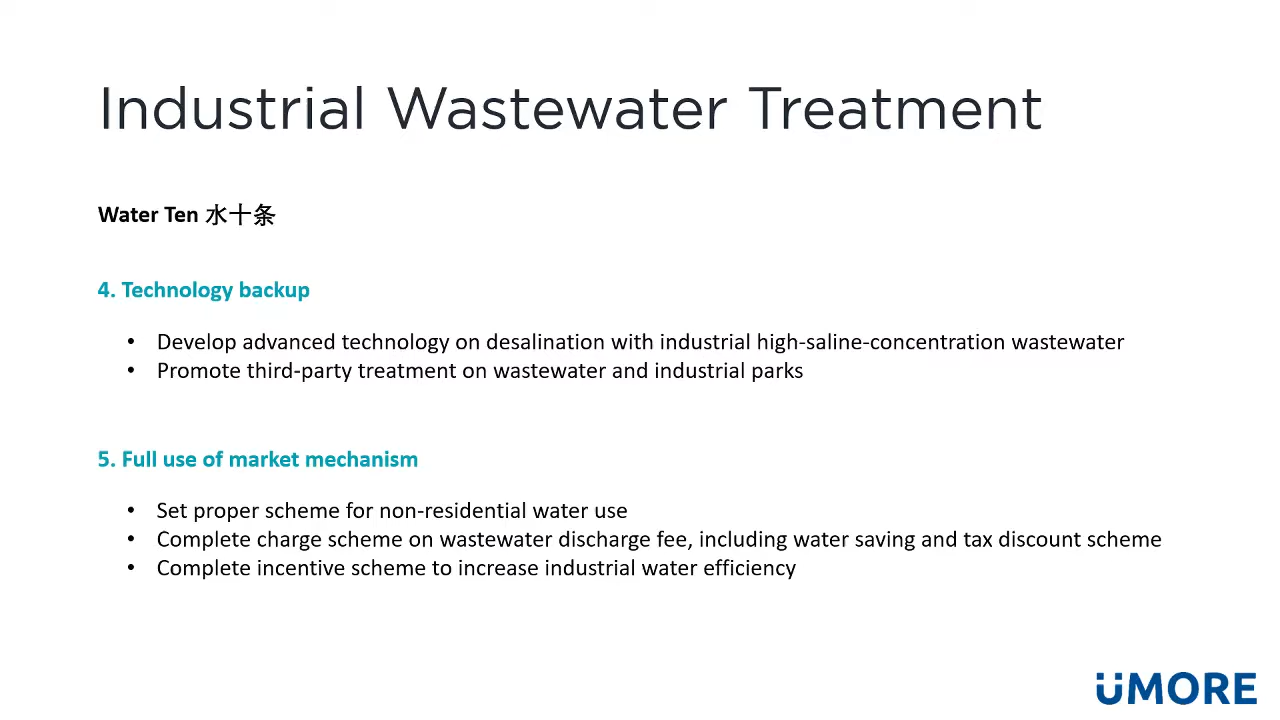 Industrial Wastewater Treatment
Water Ten 水十条
4. Technology backup
• Develop advanced technology on desalination with industrial high-saline-concentration wastewater
• Promote third-party treatment on wastewater and industrial parks
5. Full use of market mechanism
• Set proper scheme for non-residential water use
• Complete charge scheme on wastewater discharge fee, including water saving and tax discount scheme
• Complete incentive scheme to increase industrial water efficiency
ÜMORE